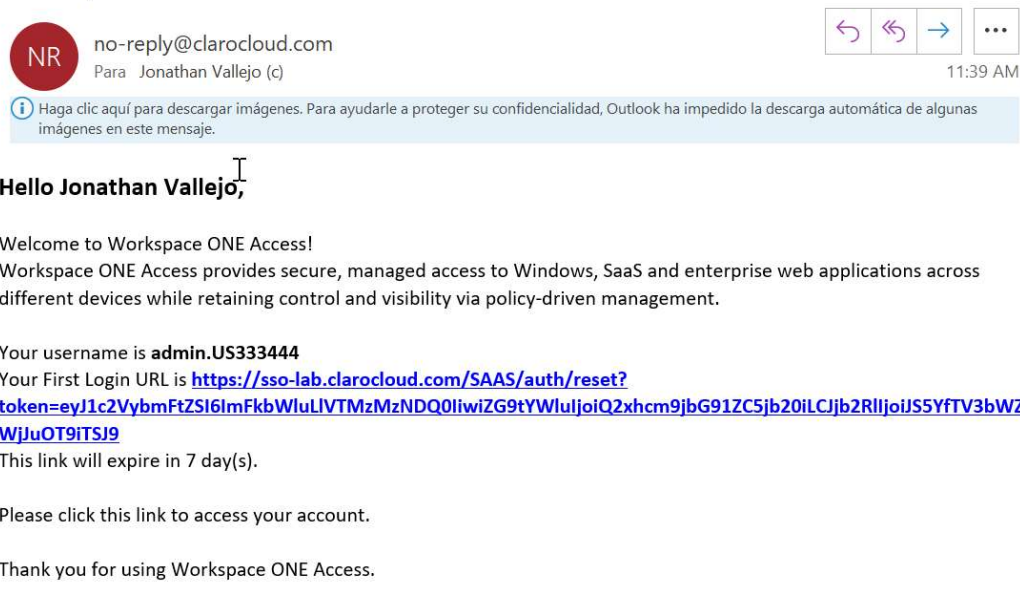 no-reply@clarocloud.com
NR
Para Jonathan Vallejo (c)
11:39 AM
Haga clic aquí para descargar imágenes. Para ayudarle a proteger su confidencialidad, Outlook ha impedido la descarga automática de algunas
imágenes en este mensaje.
Hello Jonathan Vallejo,
Welcome to Workspace ONE Access!
Workspace ONE Access provides secure, managed access to Windows, SaaS and enterprise web applications across
different devices while retaining control and visibility via policy-driven management.
Your username is admin.US333444
Your First Login URL is https://sso-lab.clarocloud.com/SAAS/auth/reset?
token=eyJ1c2VybmFtZSI6ImFkbWluLlVTMzMzNDQ0IiwiZG9tYWluIjoiQ2xhcm9jbG91ZC5jb20iLCJjb2RlIjoiJS5YfTV3bWZ
WjJuOT9iTSJ9
This link will expire in 7 day(s).
Please click this link to access your account.
Thank you for using Workspace ONE Access.